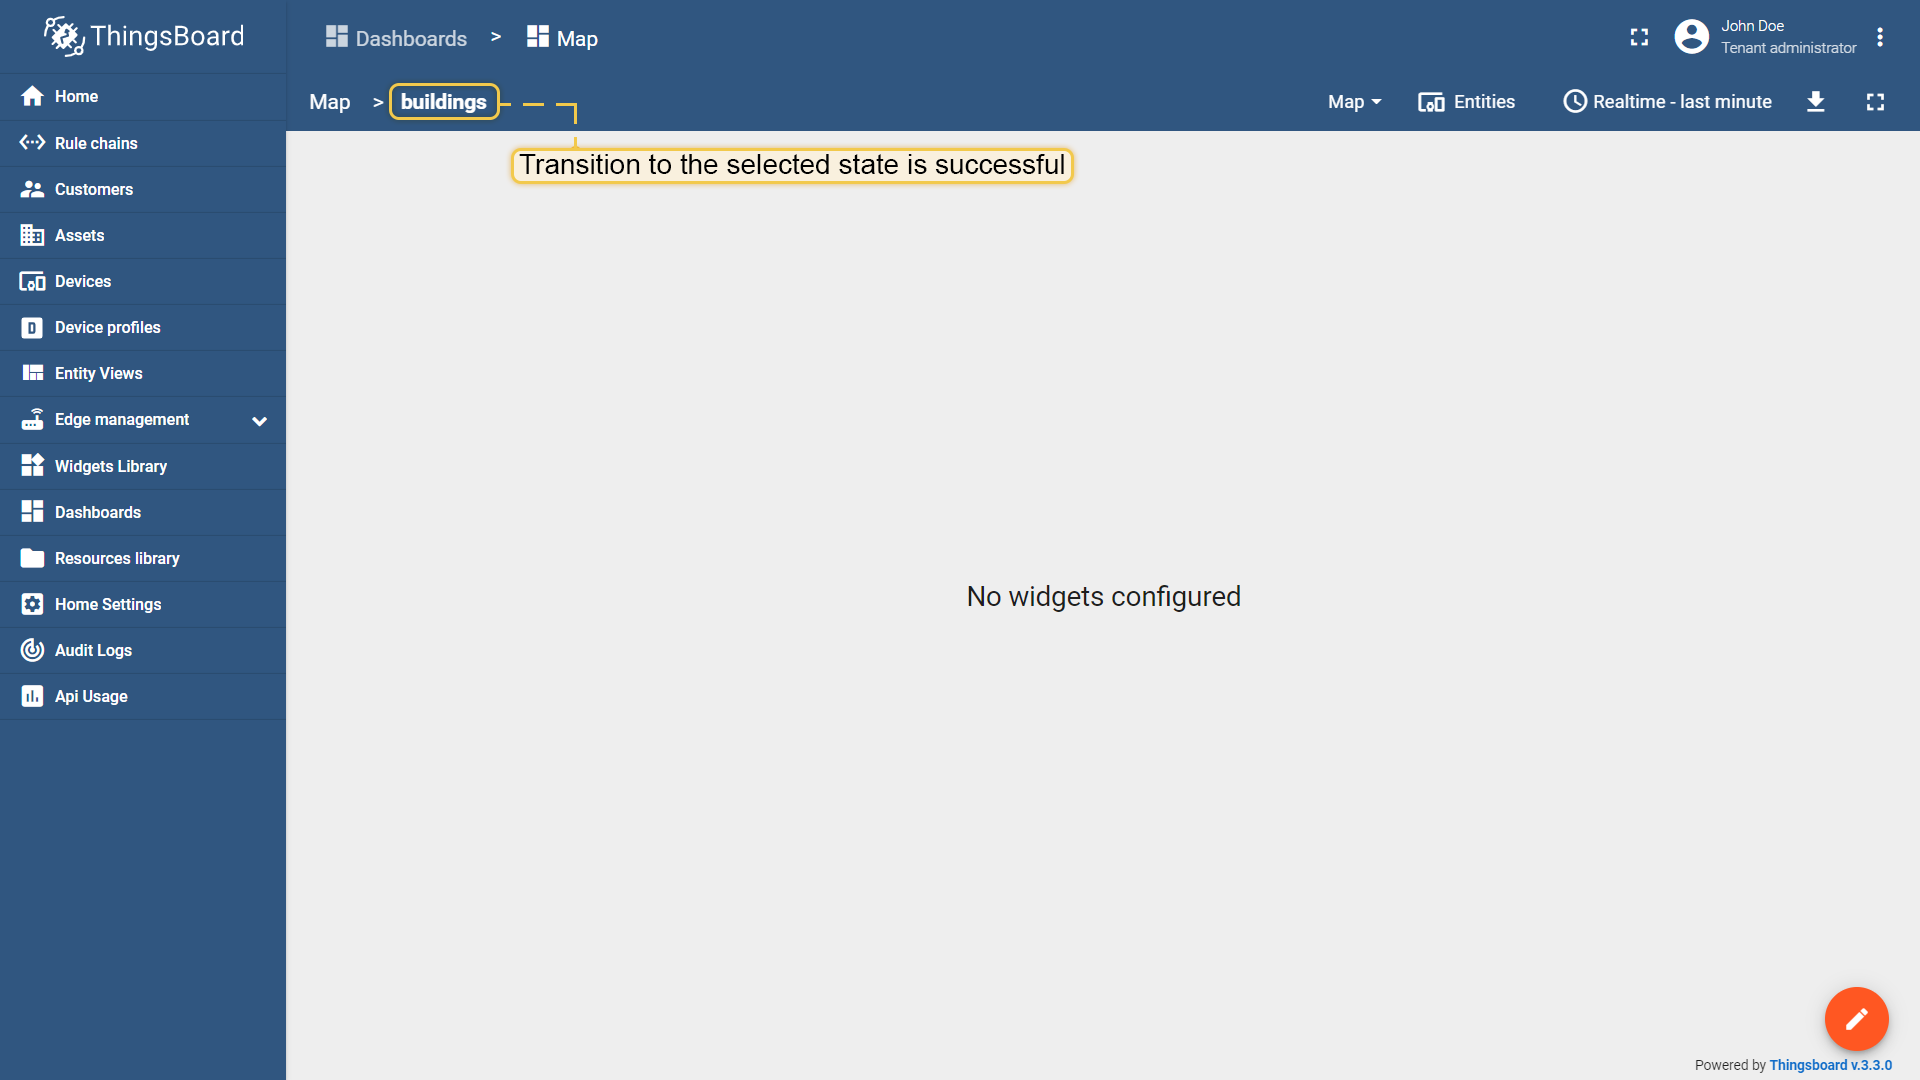 ThingsBoard
Dashboards > Map
John Doe
Tenant administrator
Map > buildings
Map
Entities
Realtime - last minute
Transition to the selected state is successful
Home
Rule chains
Customers
Assets
Devices
Device profiles
Entity Views
Edge management
Widgets Library
Dashboards
Resources library
Home Settings
Audit Logs
Api Usage
No widgets configured
Powered by Thingsboard v.3.3.0